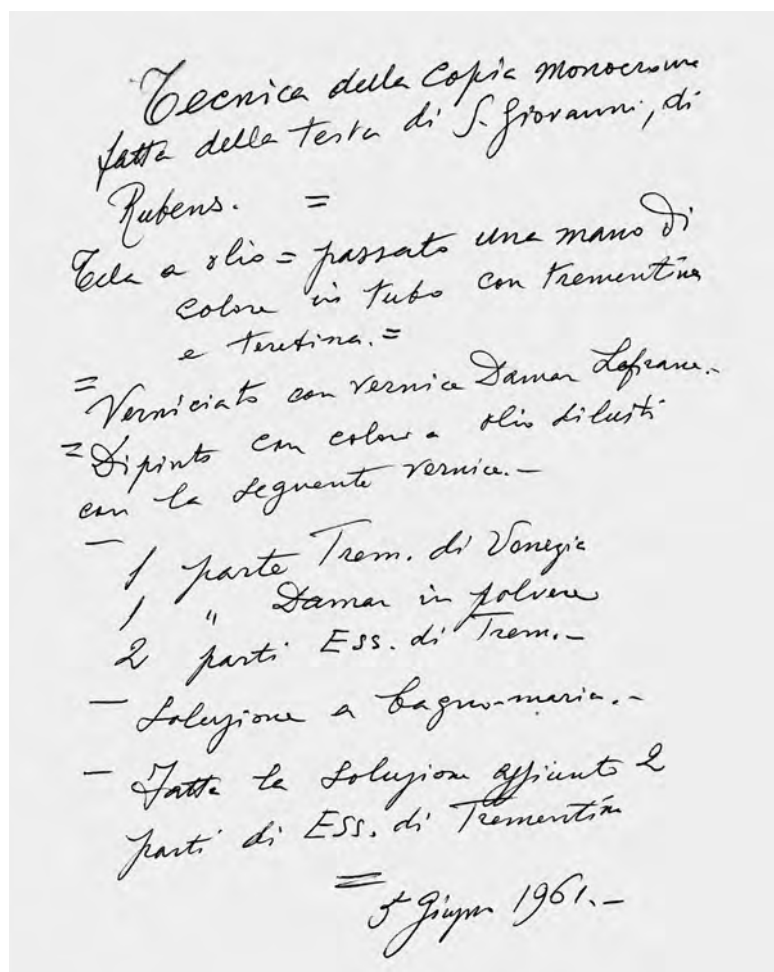 Tecnica della Copia monocroma
fatta della testa di S. Giovanni, di
Rubens. =
Tela a olio = passato una mano di
colore in tubo con trementina
e
=
Verniciato con vernice Damar Lefranc.-
= Dipinto con colori a olio diluiti
con la seguente vernice.-
— 1 parte Trem. di Venezia
1 " Damar in polvere
2 parti Ess. di Trem.-
— Soluzione a bagno-maria.-
— Fatta la soluzione aggiunto 2
parti di Ess. di Trementina
=
5 Giugno 1961.-